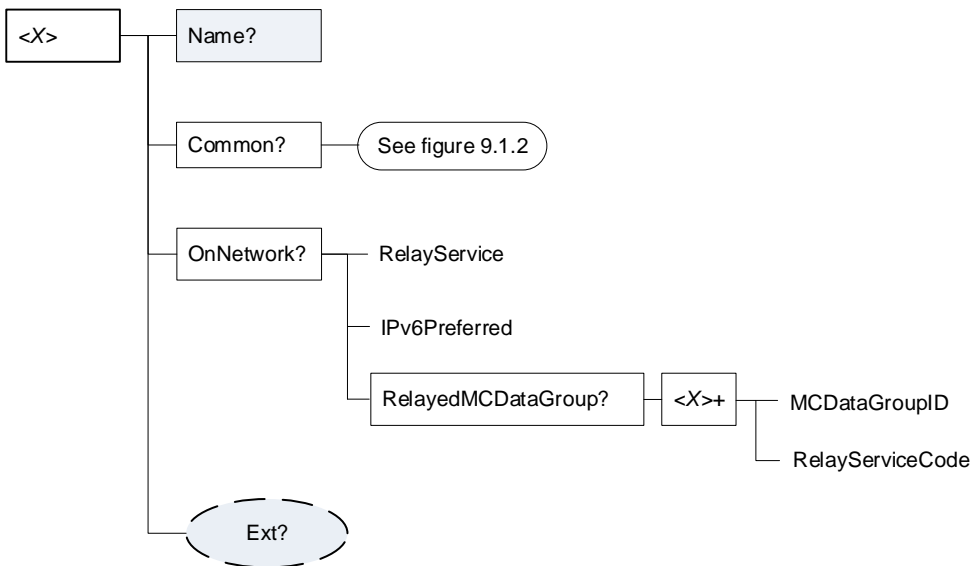 <X>
Name?
Common?
See figure 9.1.2
OnNetwork?
RelayService
IPv6Preferred
RelayedMCDataGroup?
<X>+
MCDataGroupID
RelayServiceCode
Ext?